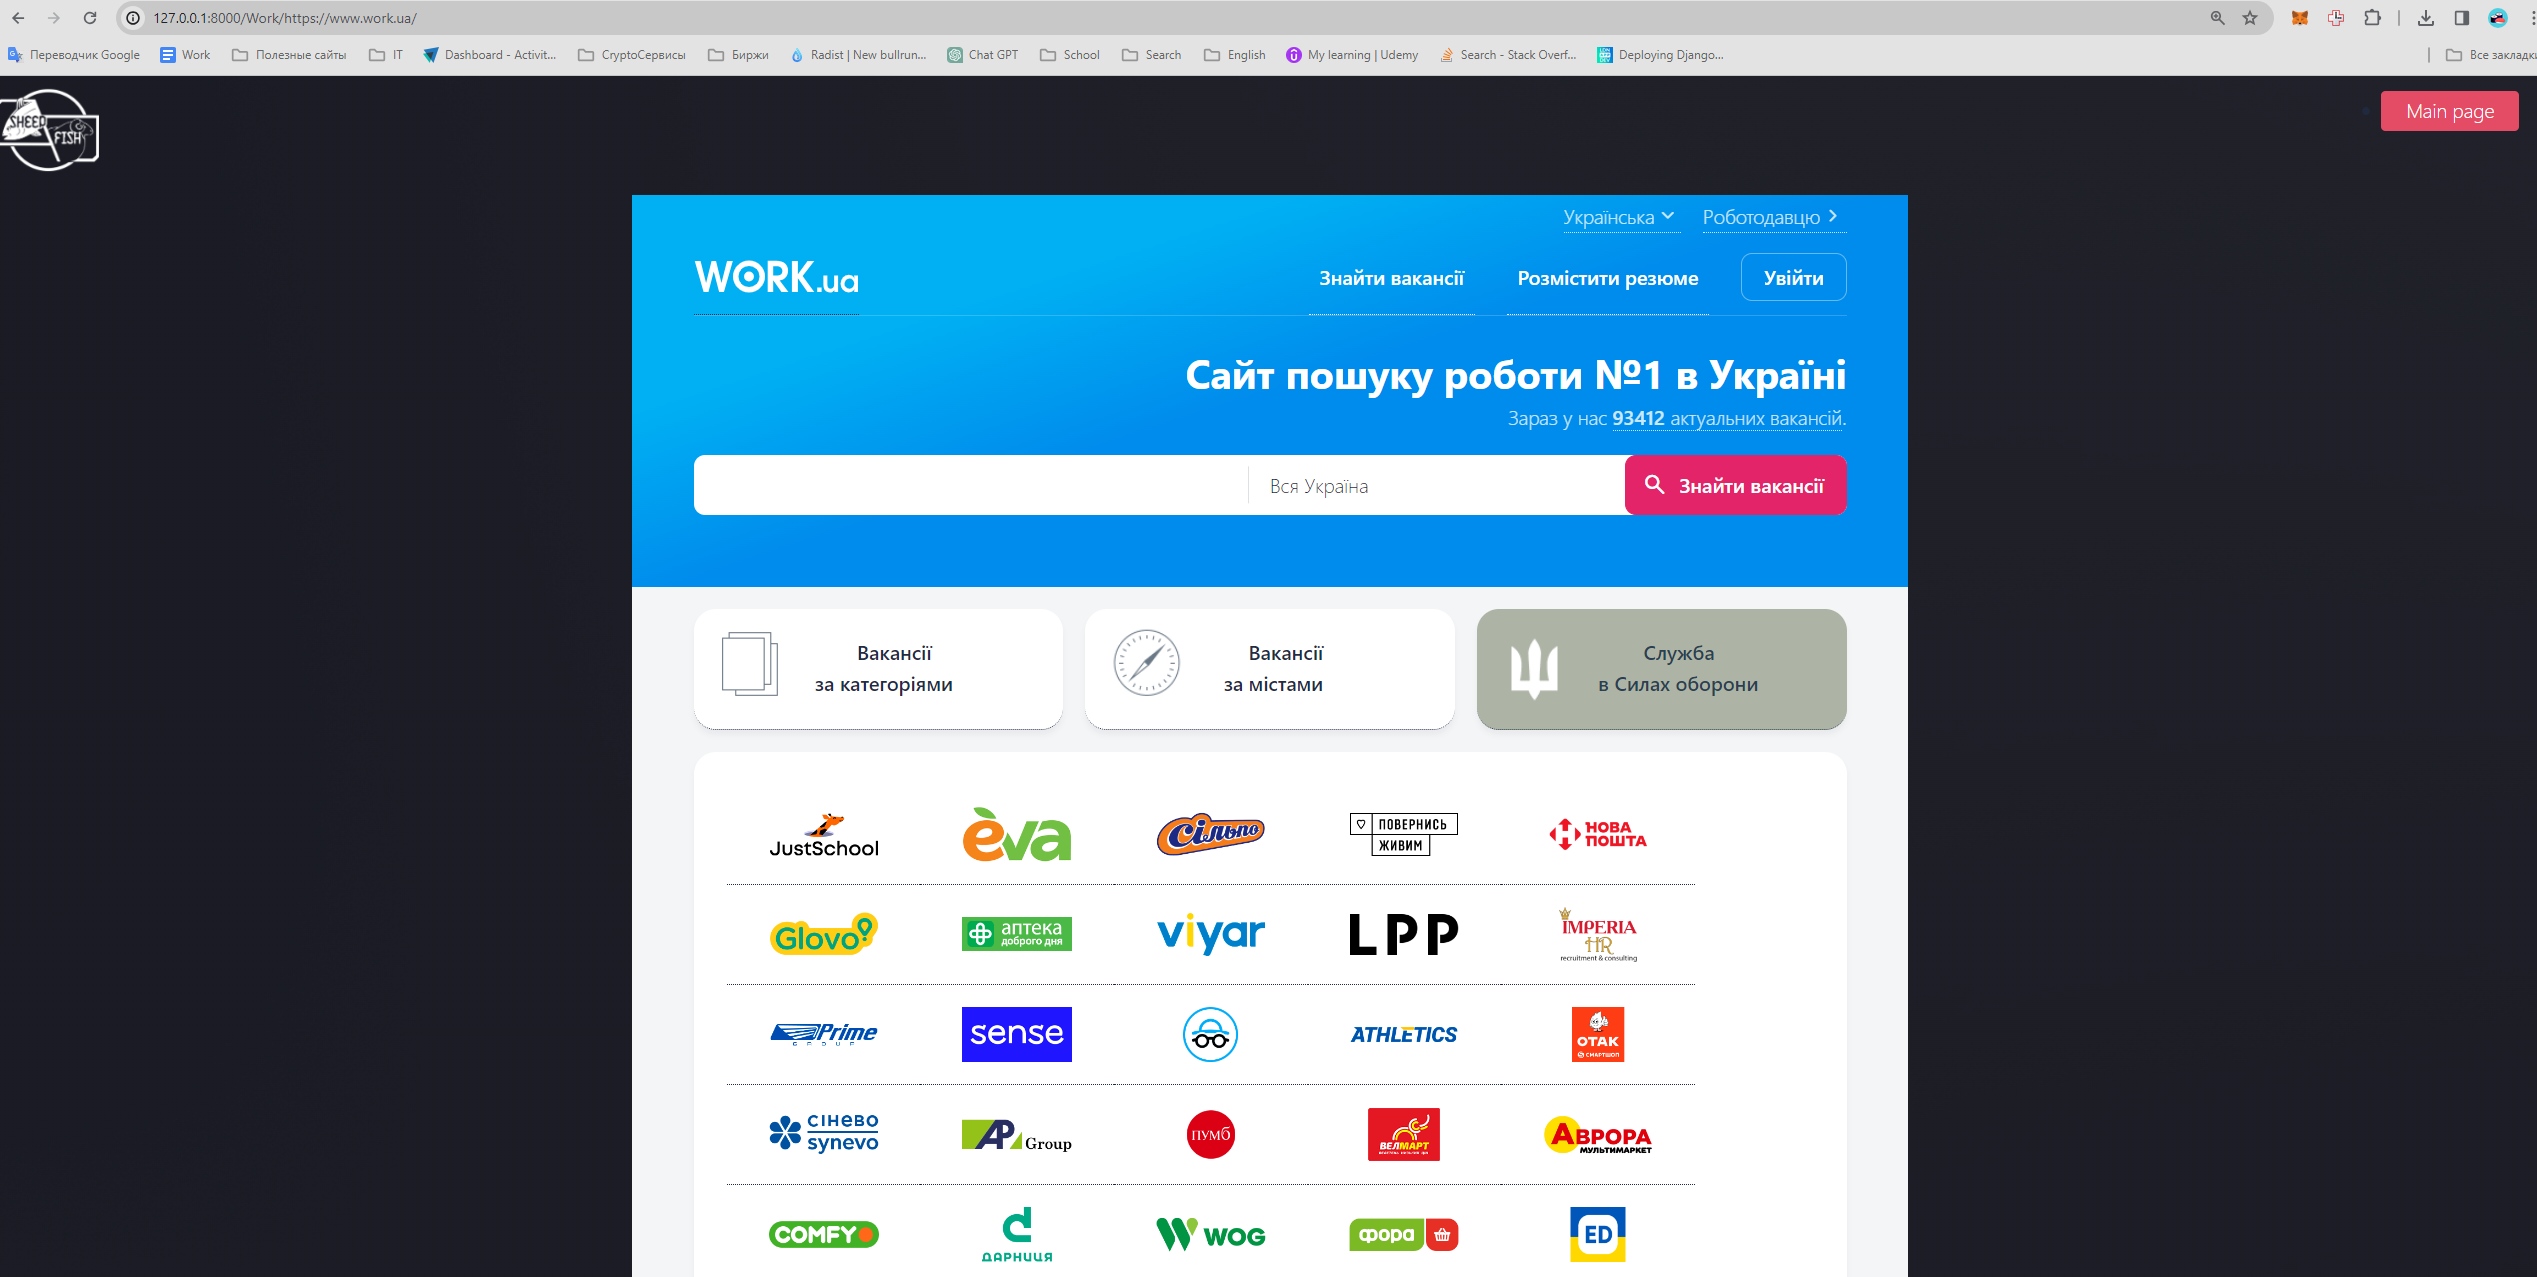 127.0.0.1:8000/Work/https://www.work.ua/
Переводчик Google
Work
Полезные сайты
IT
Dashboard - Activit...
CryptoСервисы
Биржи
Radist | New bullrun...
Chat GPT
School
Search
English
My learning | Udemy
Search - Stack Overf...
Deploying Django...
Все закладки
SHEED
FISH
Main page
Українська
Роботодавцю
WORK.ua
Знайти вакансії
Розмістити резюме
Увійти
Сайт пошуку роботи №1 в Україні
Зараз у нас 93412 актуальних вакансій.
Вся Україна
Знайти вакансії
Вакансії
за категоріями
Вакансії
за містами
Служба
в Силах оборони
JustSchool
èva
Сільпо
ПОВЕРНИСЬ
ЖИВИМ
НОВА
ПОШТА
Glovo
аптека
доброго дня
viyar
LPP
IMPERIA
HR
recruitment & consulting
Prime
GROUP
sense
ATHLETICS
ОТАК
СМАРТШОП
СІНЕВО
synevo
AP Group
ПУМБ
ВЕЛМАРТ
АВРОРА
МУЛЬТИМАРКЕТ
COMFY
ДАРНИЦЯ
WOG
фора
ED